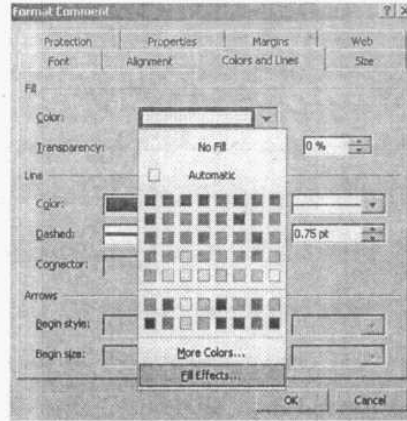 Format Comment ? X
Protection Properties Margins Web
Font Alignment Colors and Lines Size
Fill
Color:
Transparency: 0 %
No Fill
Automatic
Line
Color:
Dashed: 0.75 pt
Connector:
Arrows
Begin style:
Begin size:
More Colors...
Fill Effects...
OK Cancel